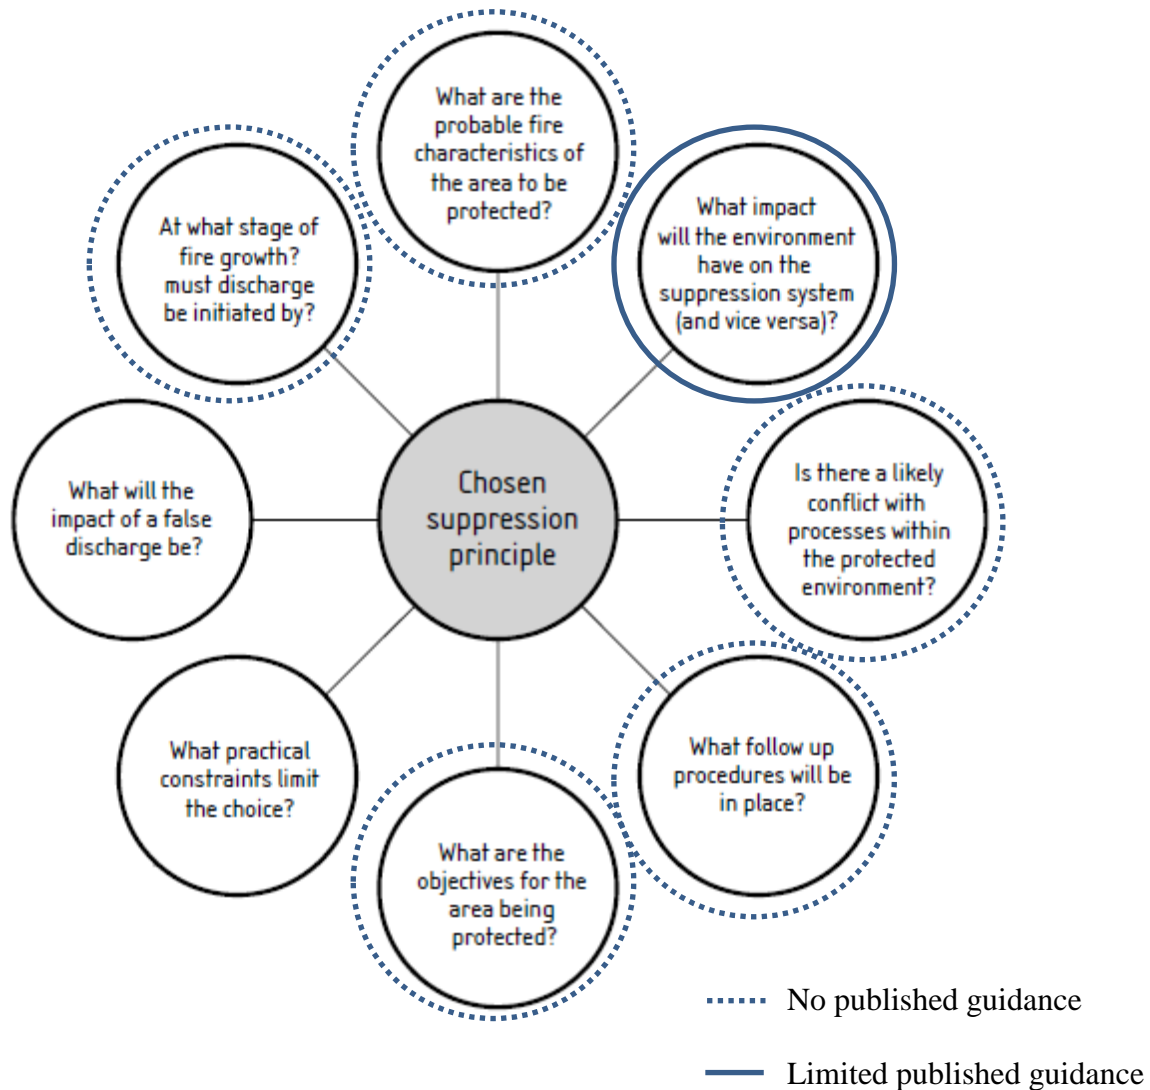 What are the
probable fire
characteristics of
the area to be
protected?
What impact
will the environment
have on the
suppression system
(and vice versa)?
At what stage of
fire growth?
must discharge
be initiated by?
Is there a likely
conflict with
processes within
the protected
environment?
Chosen
suppression
principle
What will the
impact of a false
discharge be?
What follow up
procedures will be
in place?
What practical
constraints limit
the choice?
What are the
objectives for the
area being
protected?
No published guidance
Limited published guidance